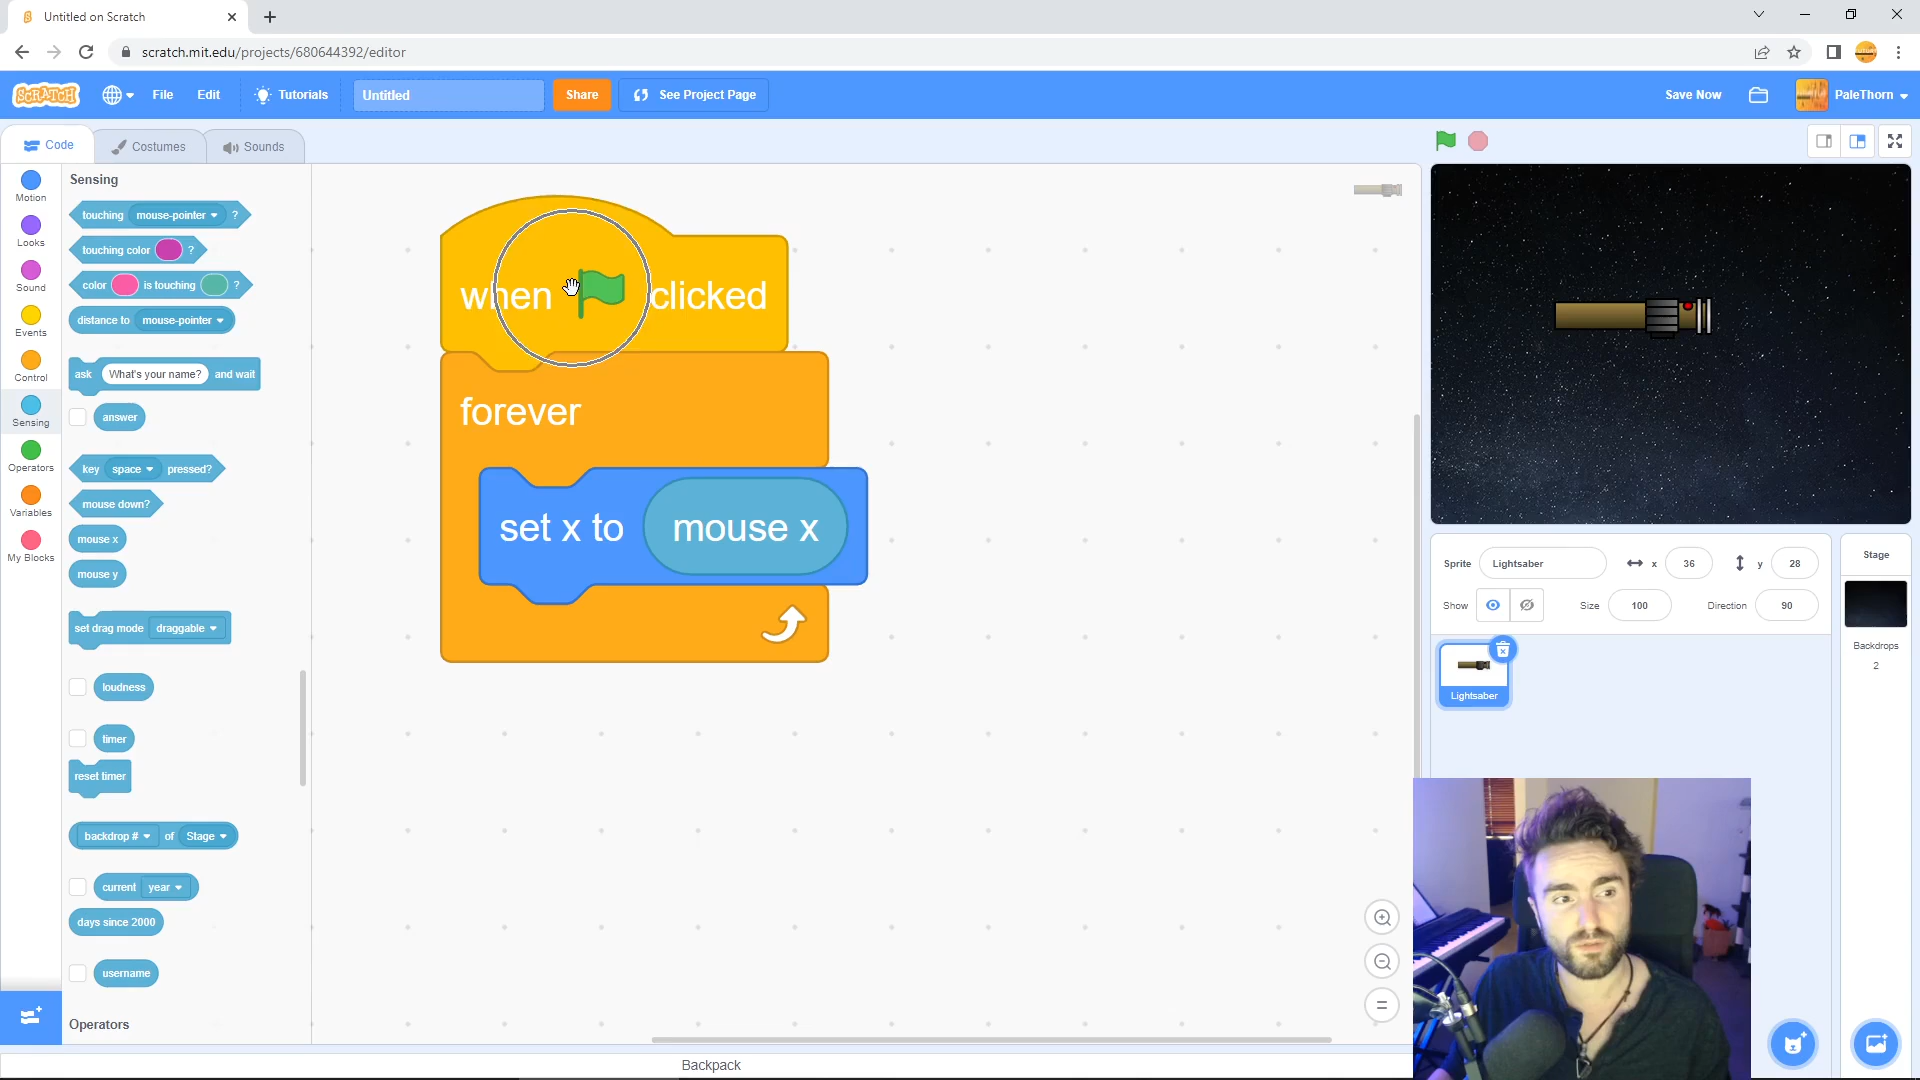 Untitled on Scratch
scratch.mit.edu/projects/680644392/editor
SCRATCH
File
Edit
Tutorials
Untitled
Share
See Project Page
Save Now
PaleThorn
Code
Costumes
Sounds
Motion
Looks
Sound
Events
Control
Sensing
Operators
Variables
My Blocks
Sensing
touching mouse-pointer ?
touching color ?
color is touching ?
distance to mouse-pointer
ask What's your name? and wait
answer
key space pressed?
mouse down?
mouse x
mouse y
set drag mode draggable
loudness
timer
reset timer
backdrop # of Stage
current year
days since 2000
username
Operators
when clicked
forever
set x to mouse x
Backpack
Sprite Lightsaber x 36 y 28
Show Size 100 Direction 90
Lightsaber
Stage
Backdrops
2